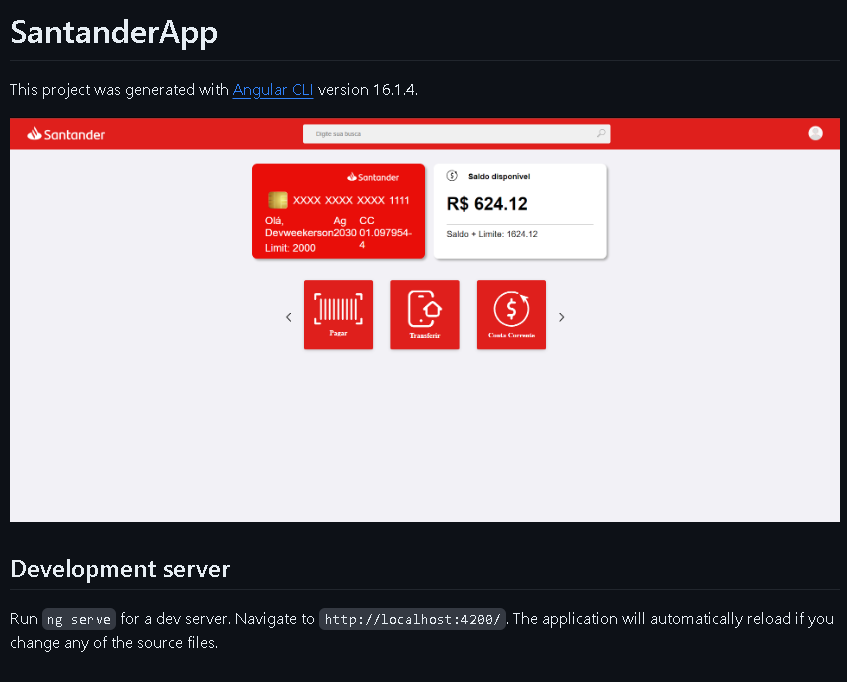 SantanderApp
This project was generated with Angular CLI version 16.1.4.
Santander
Digite sua busca
Santander
XXXX XXXX XXXX 1111
Olá, Ag CC
Devweekerson2030 01.097954-
4
Limit: 2000
Saldo disponível
R$ 624.12
Saldo + Limite: 1624.12
Pagar
Transferir
Conta Corrente
Development server
Run ng serve for a dev server. Navigate to http://localhost:4200/. The application will automatically reload if you
change any of the source files.